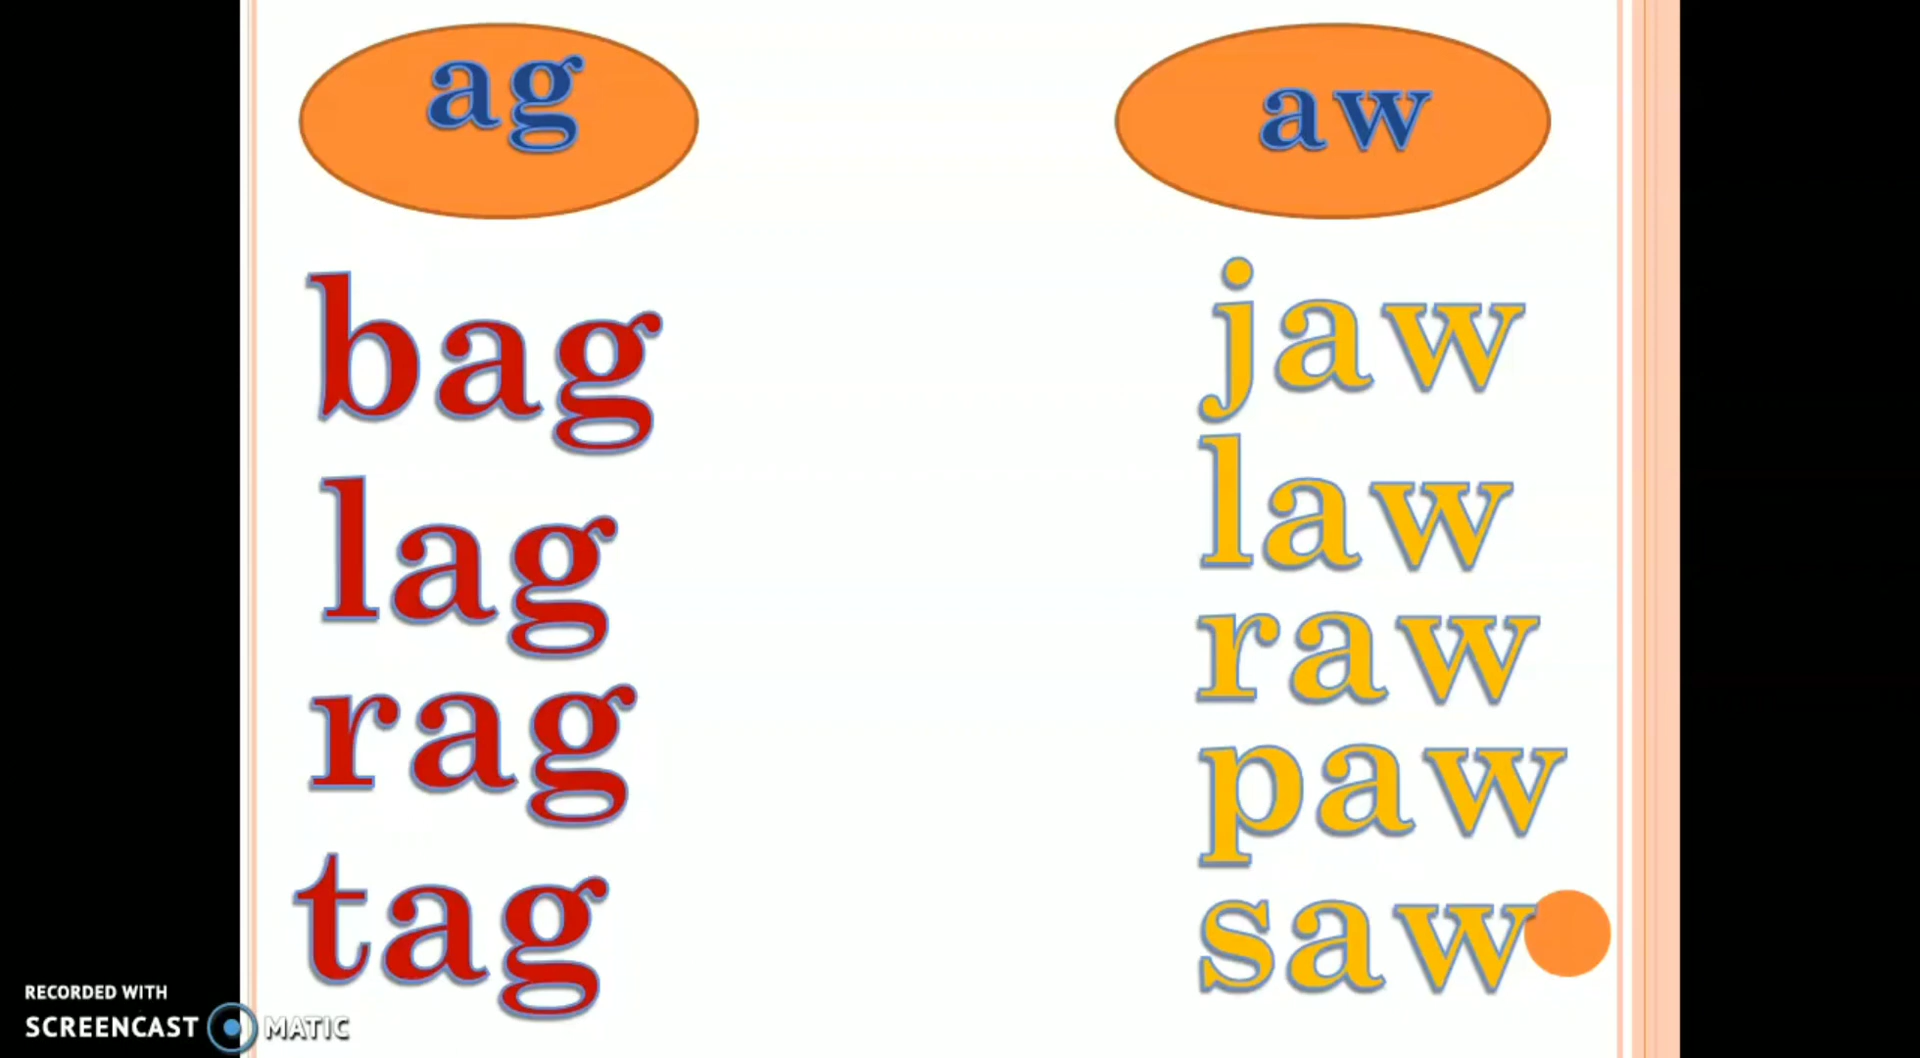 ag
bag
lag
rag
tag
aw
jaw
law
raw
paw
saw
RECORDED WITH
SCREENCAST MATIC